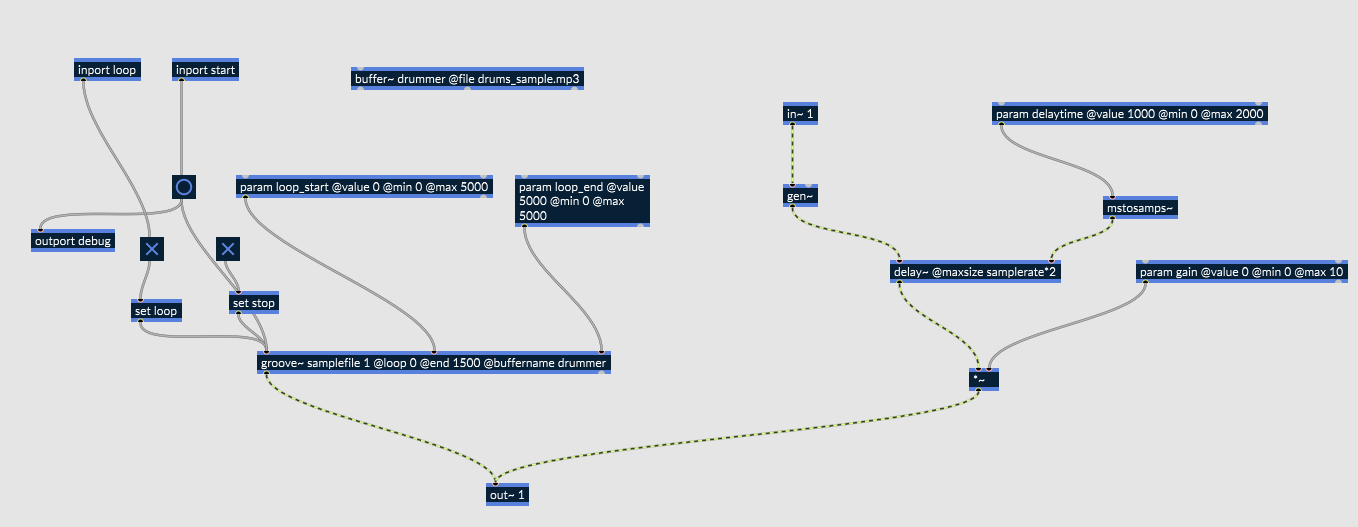 inport loop
inport start
buffer~ drummer @file drums_sample.mp3
in~ 1
param delaytime @value 1000 @min 0 @max 2000
param loop_start @value 0 @min 0 @max 5000
param loop_end @value
5000 @min 0 @max
5000
gen~
mstosamps~
outport debug
delay~ @maxsize samplerate*2
param gain @value 0 @min 0 @max 10
set loop
set stop
groove~ samplefile 1 @loop 0 @end 1500 @buffername drummer
*~
out~ 1